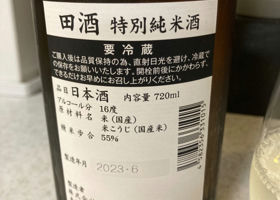 田酒 特別純米酒
要冷蔵
ご購入後は品質保持の為、直射日光を避け、冷蔵で
の保存をお願いいたします。開栓前後にかかわらず、
できるだけお早めにお召し上がりください。
品目 日本酒 内容量 720ml
アルコール分 16度
原材料名 米(国産)
米こうじ(国産米)
精米歩合 55%
製造年月 2023-6
製造者